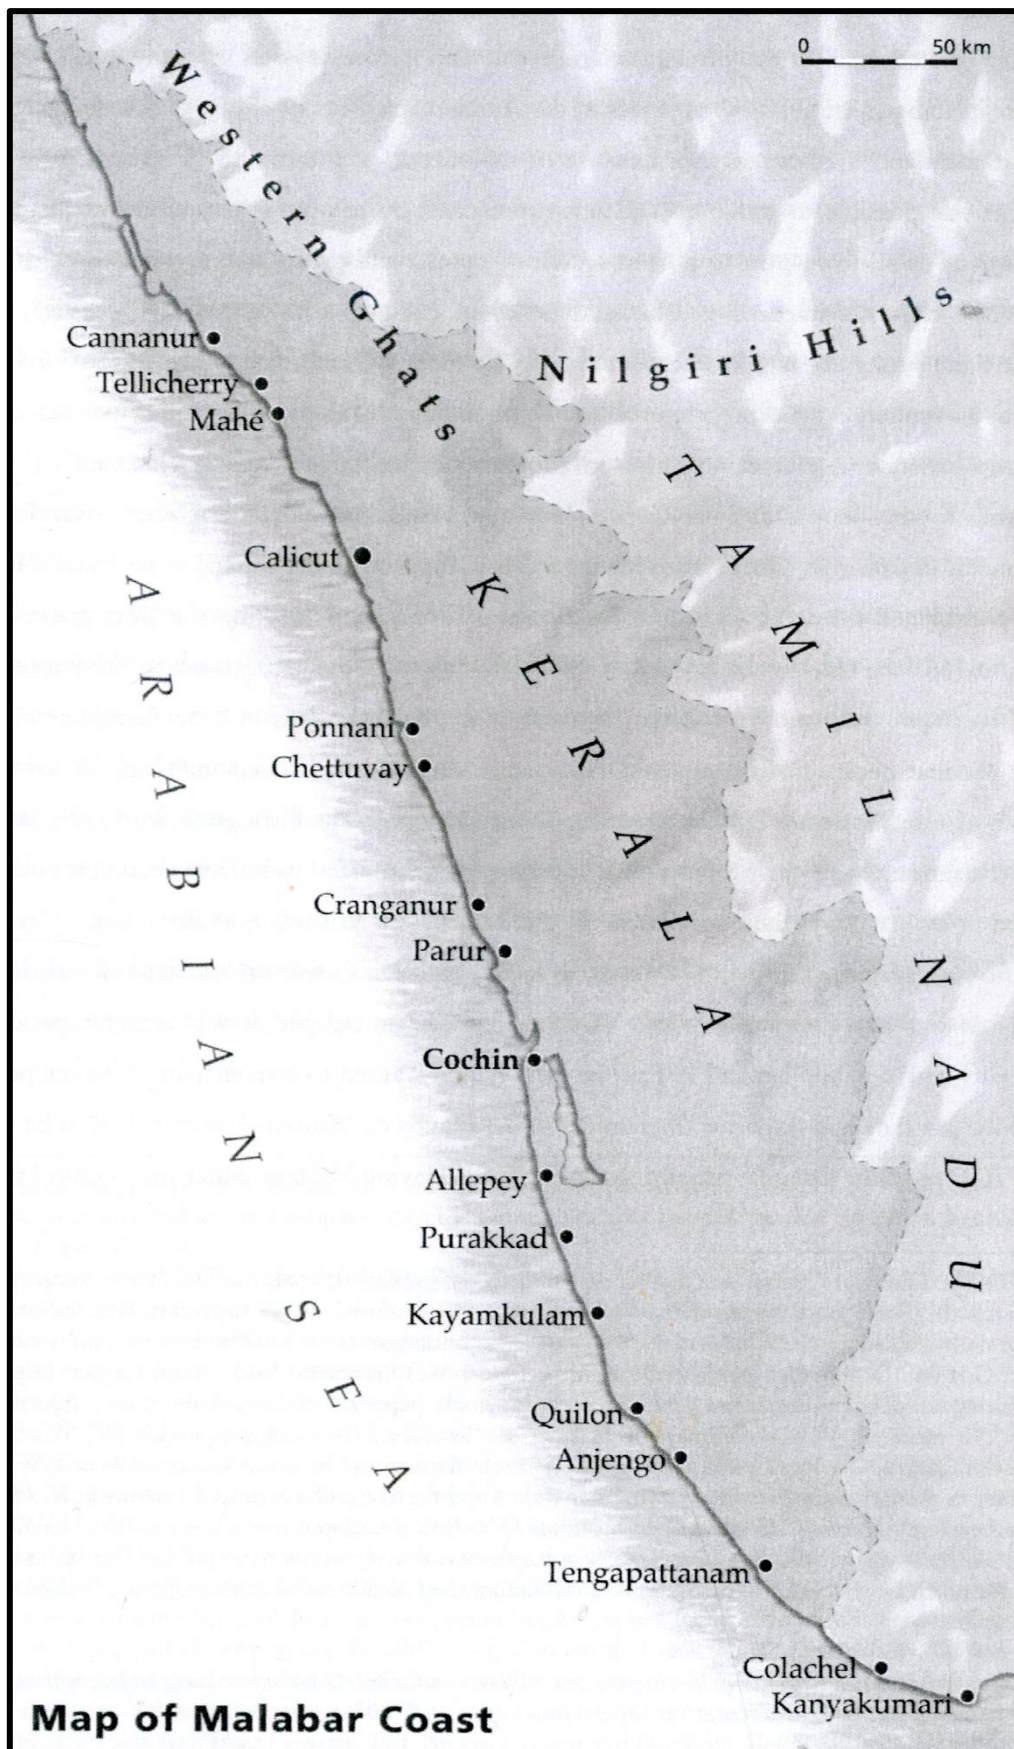 0 50 km
Western Ghats
Nilgiri Hills
Cannanur
Tellicherry
Mahé
TAMIL NADU
Calicut
KERALA
ARABIAN SEA
Ponnani
Chettuvay
Cranganur
Parur
Cochin
Allepey
Purakkad
Kayamkulam
Quilon
Anjengo
Tengapattanam
Colachel
Kanyakumari
Map of Malabar Coast